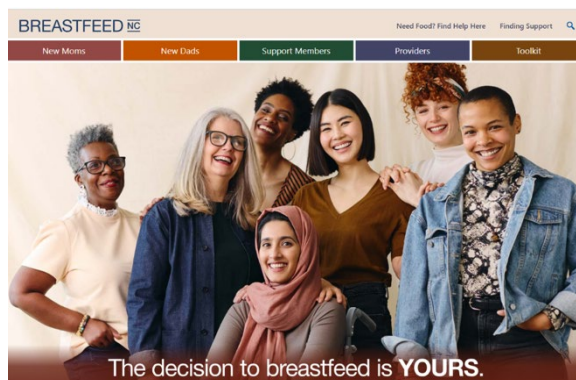 BREASTFEED NC
Need Food? Find Help Here Finding Support
New Moms New Dads Support Members Providers Toolkit
The decision to breastfeed is YOURS.